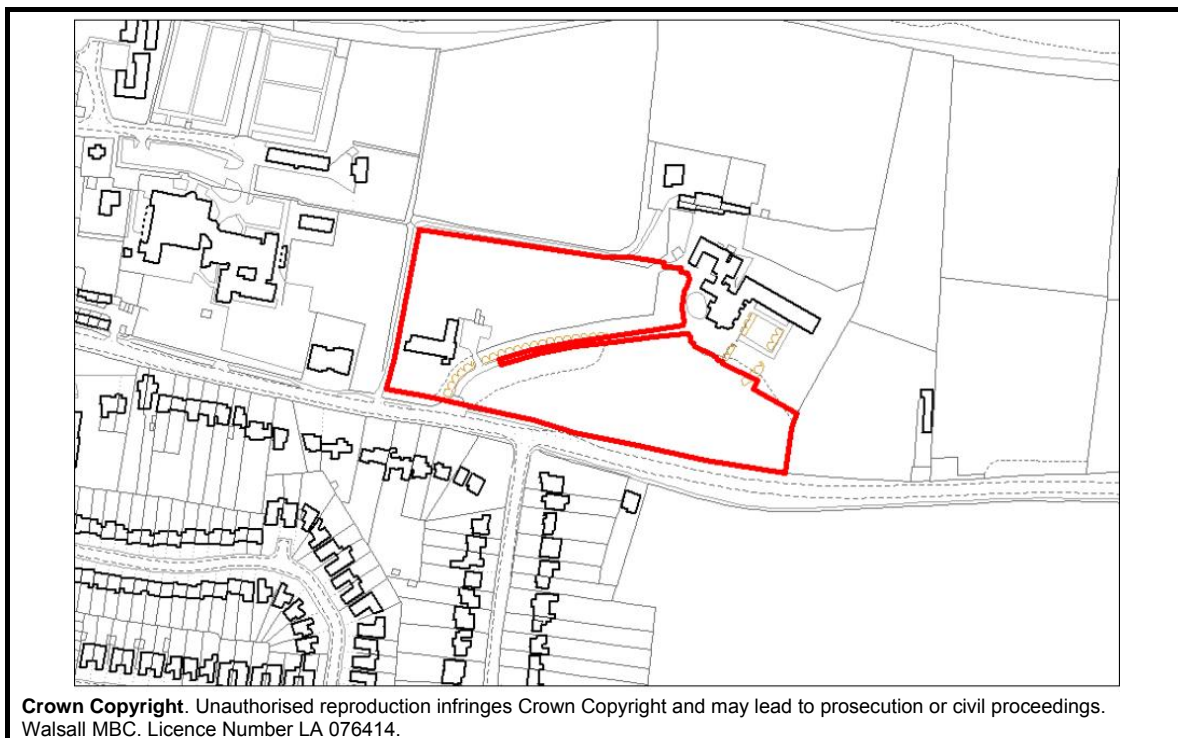 Crown Copyright. Unauthorised reproduction infringes Crown Copyright and may lead to prosecution or civil proceedings.
Walsall MBC. Licence Number LA 076414.